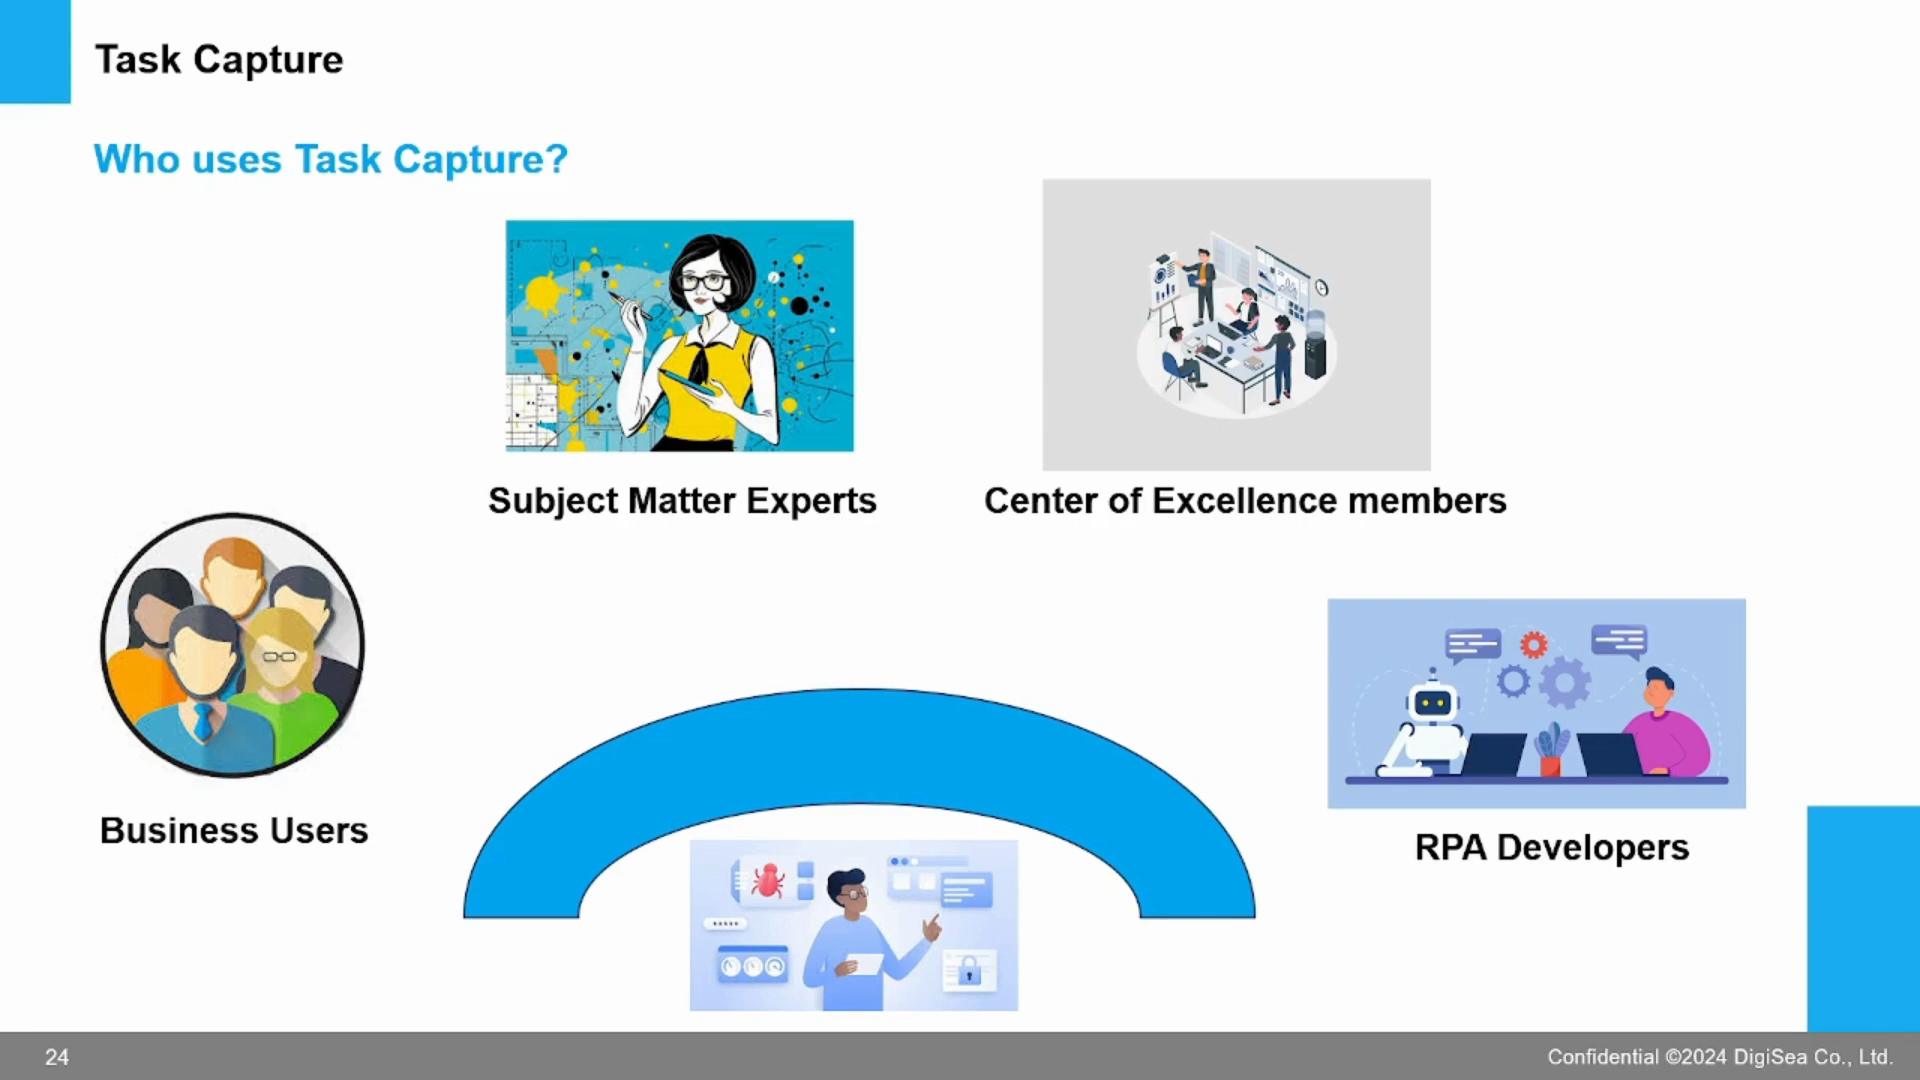 Task Capture
Who uses Task Capture?
Subject Matter Experts
Center of Excellence members
Business Users
RPA Developers
24
Confidential ©2024 DigiSea Co., Ltd.